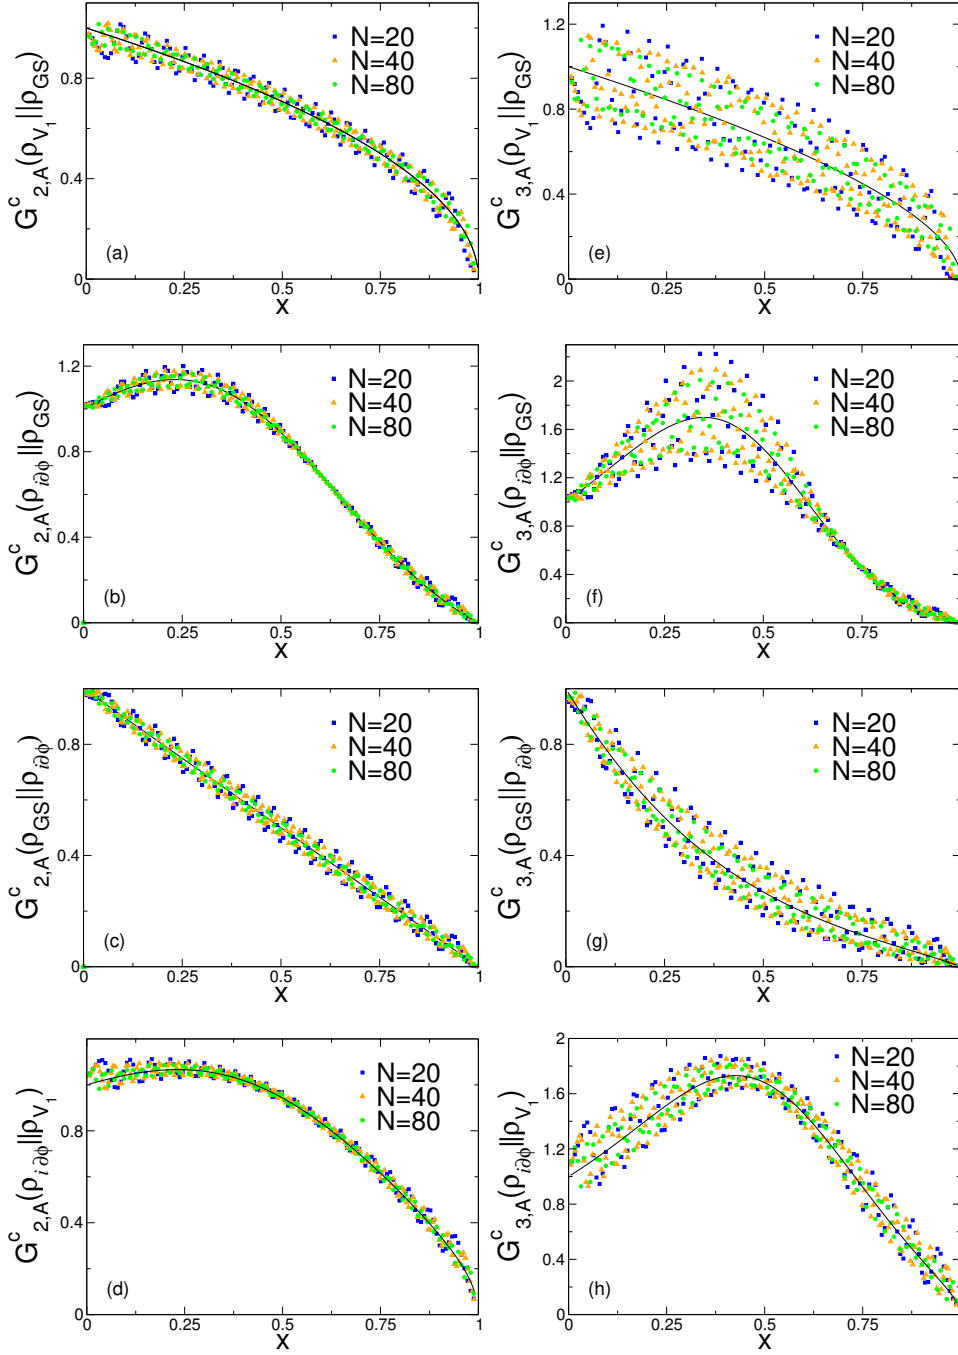 G^c_{2,A}(ρ_{V_1}||ρ_{GS})
0.8
0.4
0
N=20
N=40
N=80
(a)
0 0.25 0.5 0.75 1
x
G^c_{3,A}(ρ_{V_1}||ρ_{GS})
1.2
0.8
0.4
0
N=20
N=40
N=80
(e)
0 0.25 0.5 0.75
x
G^c_{2,A}(ρ_{i∂ϕ}||ρ_{GS})
1.2
0.8
0.4
0
N=20
N=40
N=80
(b)
0 0.25 0.5 0.75 1
x
G^c_{3,A}(ρ_{i∂ϕ}||ρ_{GS})
2
1.6
1.2
0.8
0.4
0
N=20
N=40
N=80
(f)
0 0.25 0.5 0.75
x
G^c_{2,A}(ρ_{GS}||ρ_{i∂ϕ})
0.8
0.4
0
N=20
N=40
N=80
(c)
0 0.25 0.5 0.75 1
x
G^c_{3,A}(ρ_{GS}||ρ_{i∂ϕ})
0.8
0.4
0
N=20
N=40
N=80
(g)
0 0.25 0.5 0.75
x
G^c_{2,A}(ρ_{i∂ϕ}||ρ_{V_1})
0.8
0.4
0
N=20
N=40
N=80
(d)
0 0.25 0.5 0.75 1
x
G^c_{3,A}(ρ_{i∂ϕ}||ρ_{V_1})
2
1.6
1.2
0.8
0.4
0
N=20
N=40
N=80
(h)
0 0.25 0.5 0.75
x